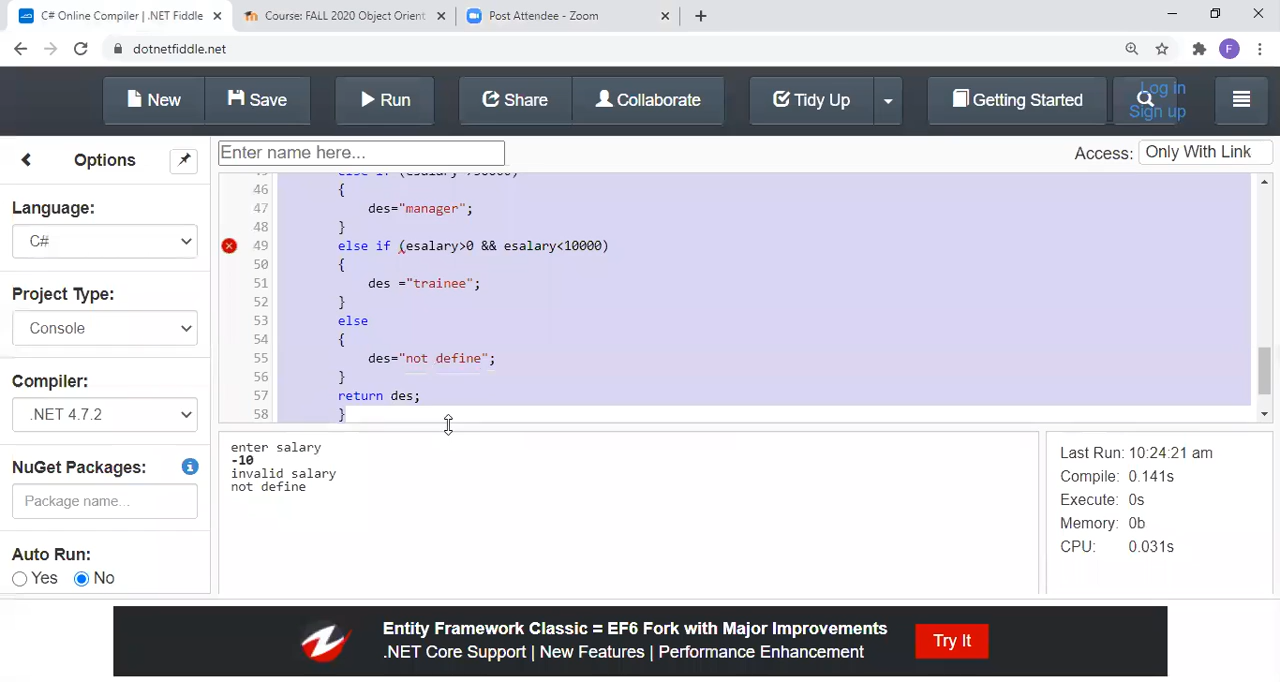 C# Online Compiler | .NET Fiddle
Course: FALL 2020 Object Orient
Post Attendee - Zoom
dotnetfiddle.net
F
New
Save
Run
Share
Collaborate
Tidy Up
Getting Started
Log in
Sign up
Options
Enter name here...
Access:
Only With Link
Language:
C#
Project Type:
Console
Compiler:
.NET 4.7.2
NuGet Packages:
Package name...
Auto Run:
Yes
No
46 {
47 des="manager";
48 }
49 else if (esalary>0 && esalary<10000)
50 {
51 des ="trainee";
52 }
53 else
54 {
55 des="not define";
56 }
57 return des;
58 }
enter salary
-10
invalid salary
not define
Last Run: 10:24:21 am
Compile: 0.141s
Execute: 0s
Memory: 0b
CPU: 0.031s
Entity Framework Classic = EF6 Fork with Major Improvements
.NET Core Support | New Features | Performance Enhancement
Try It